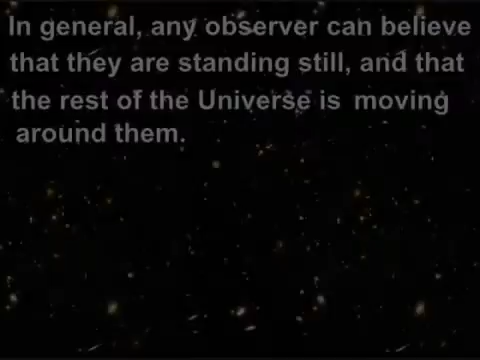 In general, any observer can believe
that they are standing still, and that
the rest of the Universe is moving
around them.